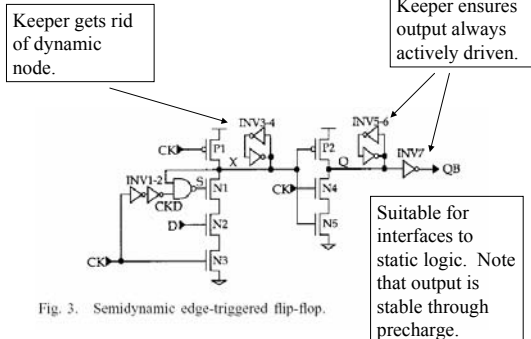 Keeper gets rid
of dynamic
node.
Keeper ensures
output always
actively driven.
INV3-4
INV5-6
CK
P1
X
P2
Q
INV7
QB
INV1-2
S
N1
CK
N4
CKD
D
N2
N5
CK
N3
Suitable for
interfaces to
static logic. Note
that output is
stable through
precharge.
Fig. 3. Semidynamic edge-triggered flip-flop.